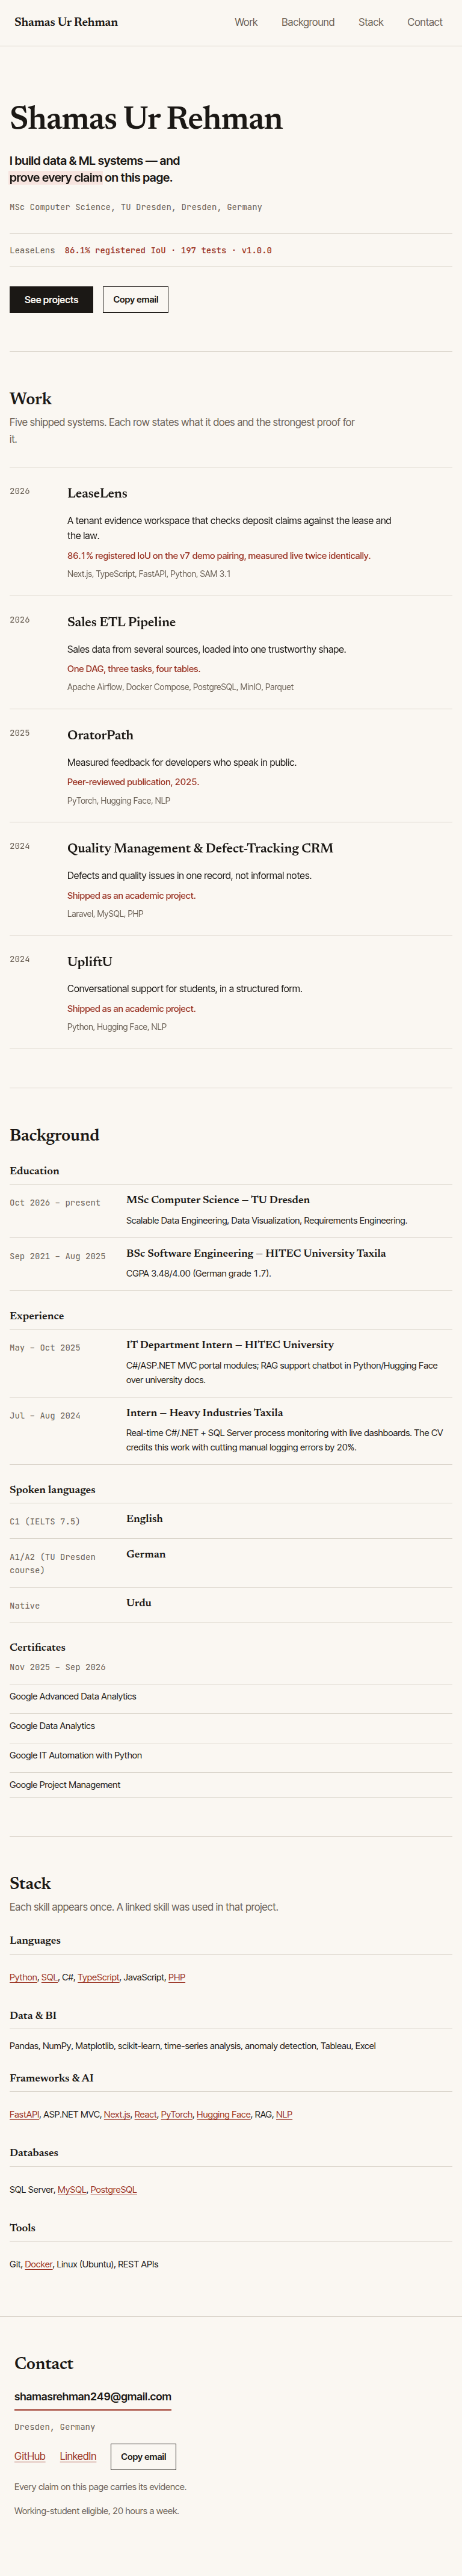 Shamas Ur Rehman
Work Background Stack Contact
Shamas Ur Rehman
I build data & ML systems — and
prove every claim on this page.
MSc Computer Science, TU Dresden, Dresden, Germany
LeaseLens 86.1% registered IoU · 197 tests · v1.0.0
See projects Copy email
Work
Five shipped systems. Each row states what it does and the strongest proof for
it.
2026
LeaseLens
A tenant evidence workspace that checks deposit claims against the lease and
the law.
86.1% registered IoU on the v7 demo pairing, measured live twice identically.
Next.js, TypeScript, FastAPI, Python, SAM 3.1
2026
Sales ETL Pipeline
Sales data from several sources, loaded into one trustworthy shape.
One DAG, three tasks, four tables.
Apache Airflow, Docker Compose, PostgreSQL, MinIO, Parquet
2025
OratorPath
Measured feedback for developers who speak in public.
Peer-reviewed publication, 2025.
PyTorch, Hugging Face, NLP
2024
Quality Management & Defect-Tracking CRM
Defects and quality issues in one record, not informal notes.
Shipped as an academic project.
Laravel, MySQL, PHP
2024
UpliftU
Conversational support for students, in a structured form.
Shipped as an academic project.
Python, Hugging Face, NLP
Background
Education
Oct 2026 – present
MSc Computer Science — TU Dresden
Scalable Data Engineering, Data Visualization, Requirements Engineering.
Sep 2021 – Aug 2025
BSc Software Engineering — HITEC University Taxila
CGPA 3.48/4.00 (German grade 1.7).
Experience
May – Oct 2025
IT Department Intern — HITEC University
C#/ASP.NET MVC portal modules; RAG support chatbot in Python/Hugging Face
over university docs.
Jul – Aug 2024
Intern — Heavy Industries Taxila
Real-time C#/.NET + SQL Server process monitoring with live dashboards. The CV
credits this work with cutting manual logging errors by 20%.
Spoken languages
C1 (IELTS 7.5)
English
A1/A2 (TU Dresden
course)
German
Native
Urdu
Certificates
Nov 2025 – Sep 2026
Google Advanced Data Analytics
Google Data Analytics
Google IT Automation with Python
Google Project Management
Stack
Each skill appears once. A linked skill was used in that project.
Languages
Python, SQL, C#, TypeScript, JavaScript, PHP
Data & BI
Pandas, NumPy, Matplotlib, scikit-learn, time-series analysis, anomaly detection, Tableau, Excel
Frameworks & AI
FastAPI, ASP.NET MVC, Next.js, React, PyTorch, Hugging Face, RAG, NLP
Databases
SQL Server, MySQL, PostgreSQL
Tools
Git, Docker, Linux (Ubuntu), REST APIs
Contact
shamasrehman249@gmail.com
Dresden, Germany
GitHub LinkedIn Copy email
Every claim on this page carries its evidence.
Working-student eligible, 20 hours a week.